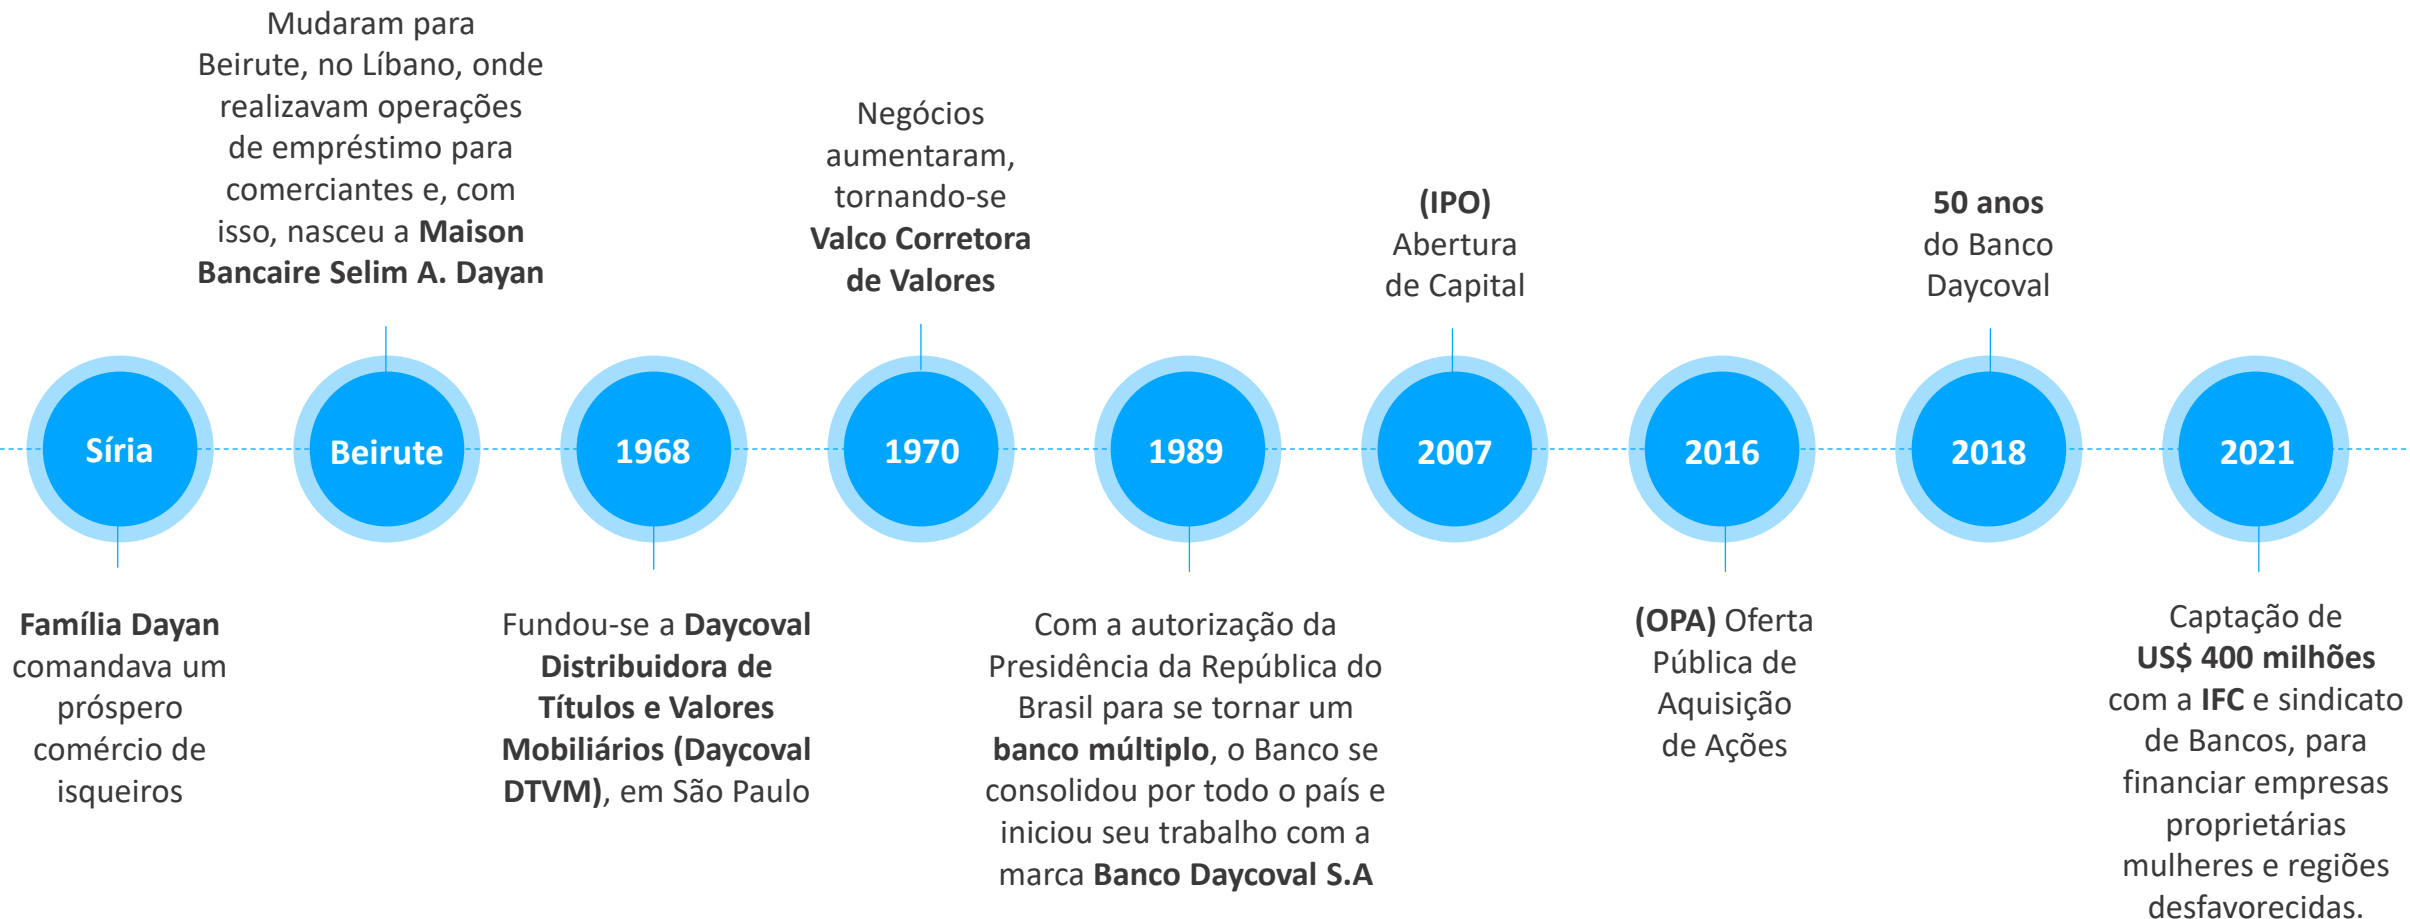 Mudaram para
Beirute, no Líbano, onde
realizavam operações
de empréstimo para
comerciantes e, com
isso, nasceu a Maison
Bancaire Selim A. Dayan
Negócios
aumentaram,
tornando-se
Valco Corretora
de Valores
(IPO)
Abertura
de Capital
50 anos
do Banco
Daycoval
Síria
Beirute
1968
1970
1989
2007
2016
2018
2021
Família Dayan
comandava um
próspero
comércio de
isqueiros
Fundou-se a Daycoval
Distribuidora de
Títulos e Valores
Mobiliários (Daycoval
DTVM), em São Paulo
Com a autorização da
Presidência da República do
Brasil para se tornar um
banco múltiplo, o Banco se
consolidou por todo o país e
iniciou seu trabalho com a
marca Banco Daycoval S.A
(OPA) Oferta
Pública de
Aquisição
de Ações
Captação de
US$ 400 milhões
com a IFC e sindicato
de Bancos, para
financiar empresas
proprietárias
mulheres e regiões
desfavorecidas.